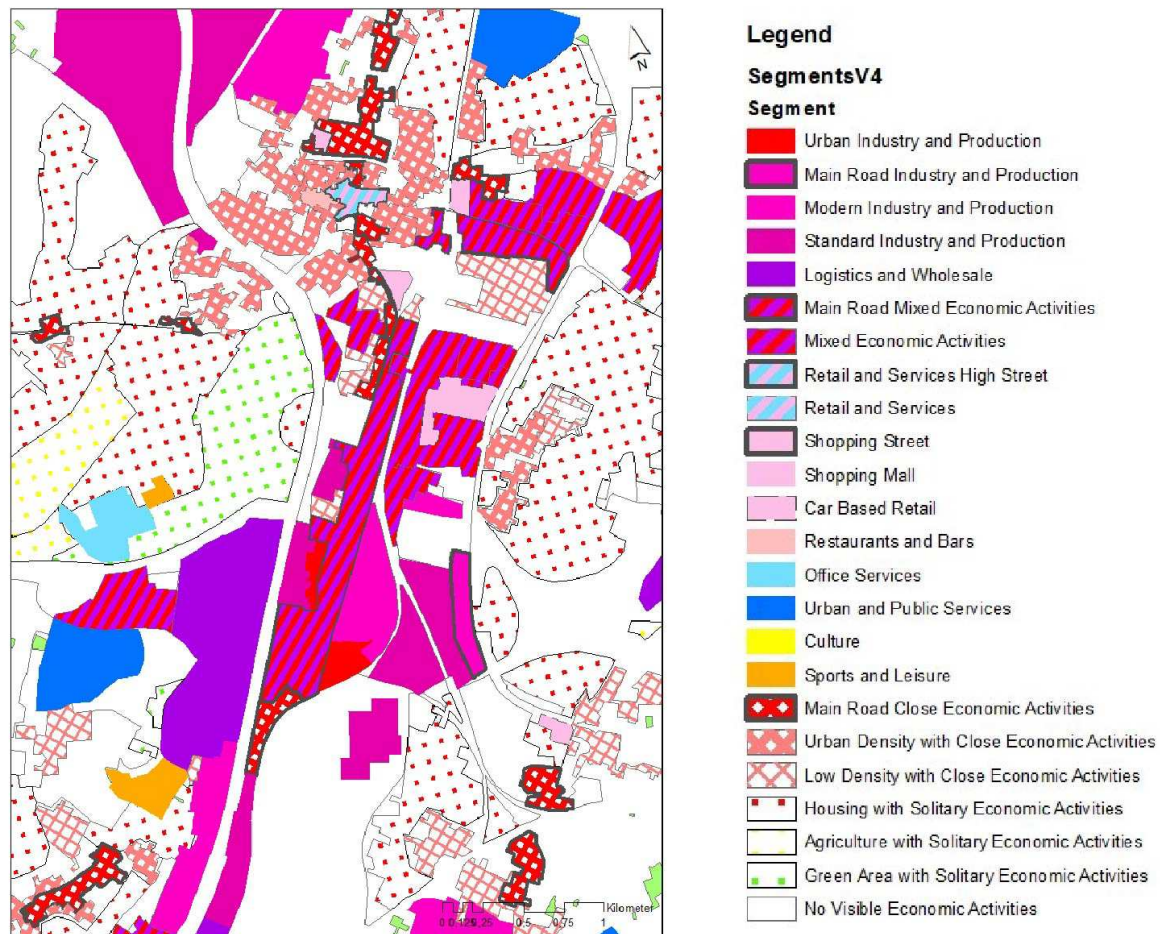 N
Kilometer
0 0.1250.25 0.5 0.75 1
Legend
SegmentsV4
Segment
Urban Industry and Production
Main Road Industry and Production
Modern Industry and Production
Standard Industry and Production
Logistics and Wholesale
Main Road Mixed Economic Activities
Mixed Economic Activities
Retail and Services High Street
Retail and Services
Shopping Street
Shopping Mall
Car Based Retail
Restaurants and Bars
Office Services
Urban and Public Services
Culture
Sports and Leisure
Main Road Close Economic Activities
Urban Density with Close Economic Activities
Low Density with Close Economic Activities
Housing with Solitary Economic Activities
Agriculture with Solitary Economic Activities
Green Area with Solitary Economic Activities
No Visible Economic Activities